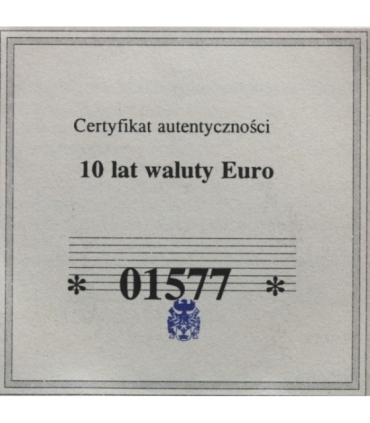 Certyfikat autentyczności
10 lat waluty Euro
* 01577 *